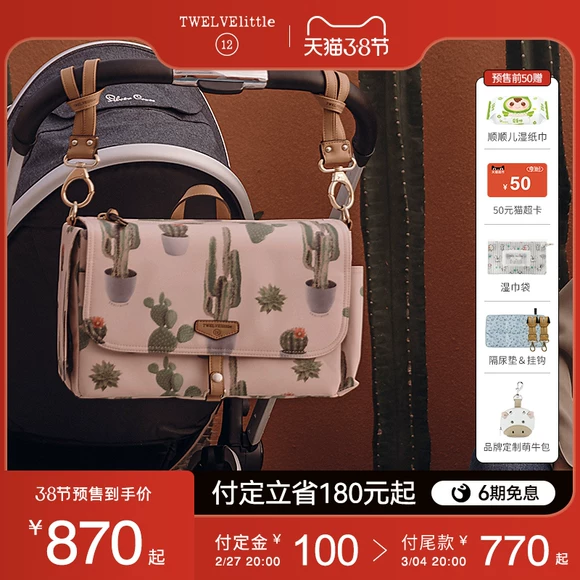 TWELVElittle
12
天猫3.8节
Silver Cross
TWELVElittle
12
预售前50赠
顺顺儿湿纸巾
¥50
50元猫超卡
湿巾袋
隔尿垫&挂钩
品牌定制萌牛包
38节预售到手价
¥870起
付定立省180元起
6期免息
付定金¥100
2/27 20:00
>
付尾款¥770起
3/04 20:00